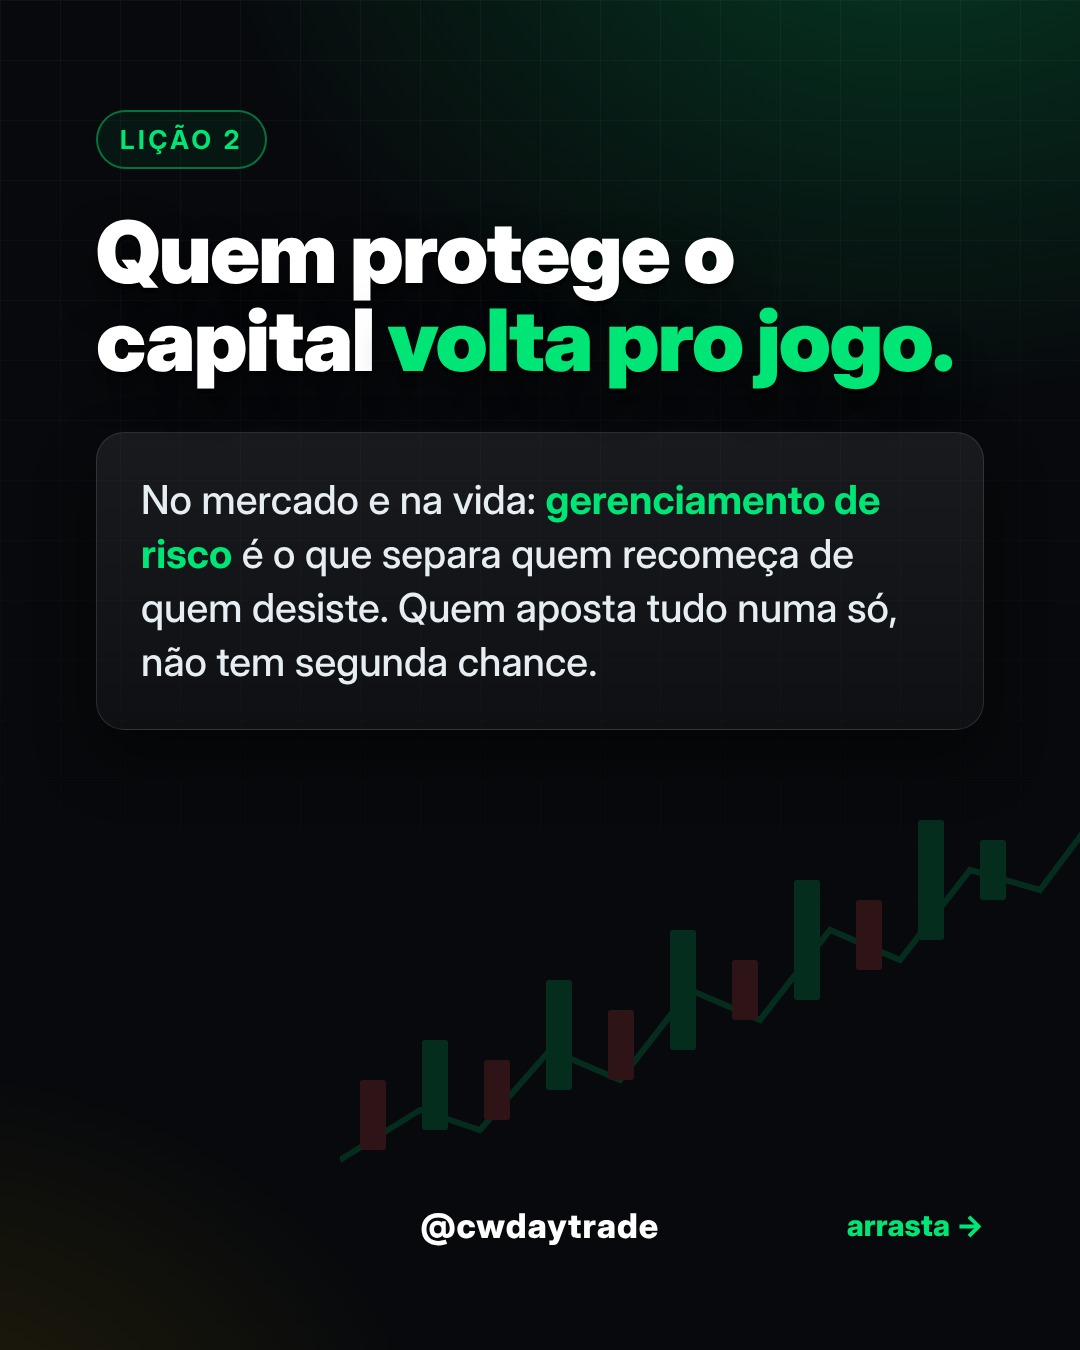 LIÇÃO 2
Quem protege o
capital volta pro jogo.
No mercado e na vida: gerenciamento de
risco é o que separa quem recomeça de
quem desiste. Quem aposta tudo numa só,
não tem segunda chance.
@cwdaytrade
arrasta →